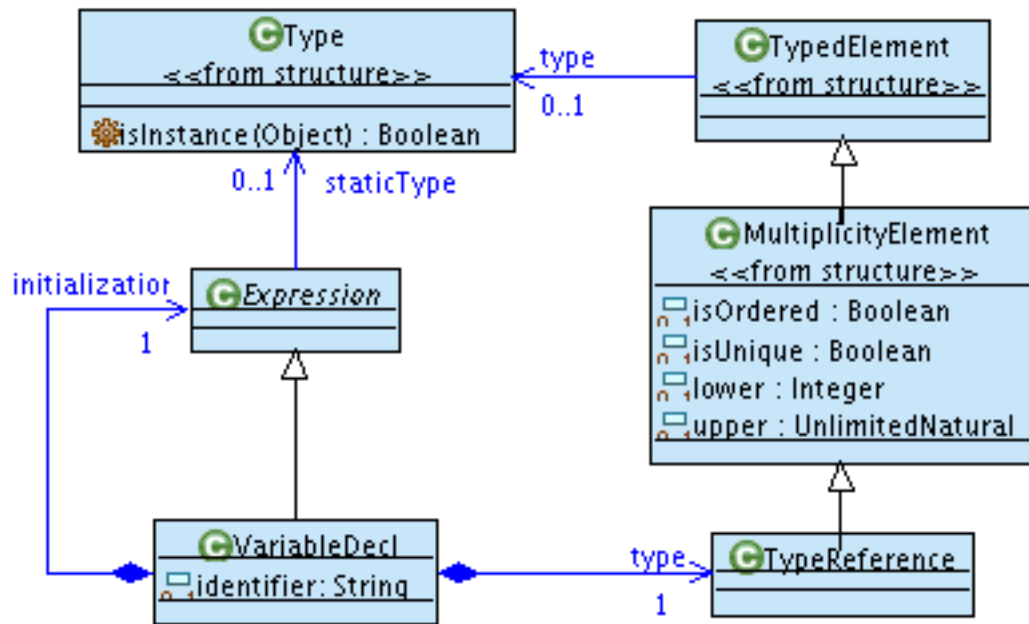 Type
<<from structure>>
isInstance(Object) : Boolean
type
0..1
TypedElement
<<from structure>>
0..1
staticType
MultiplicityElement
<<from structure>>
isOrdered : Boolean
isUnique : Boolean
lower : Integer
upper : UnlimitedNatural
initialization
1
Expression
VariableDecl
identifier: String
type
1
TypeReference